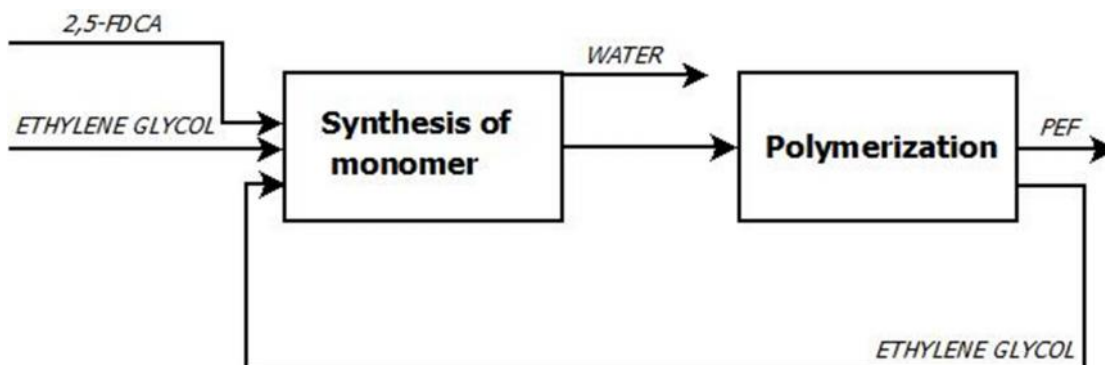 2,5-FDCA
ETHYLENE GLYCOL
Synthesis of
monomer
WATER
Polymerization
PEF
ETHYLENE GLYCOL